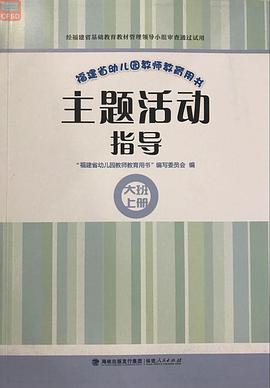 CFBD
经福建省基础教育教材管理领导小组审查通过试用
福建省幼儿园教师教育用书
主题活动
指导
“福建省幼儿园教师教育用书”编写委员会 编
大班
上册
海峡出版发行集团
福建人民出版社